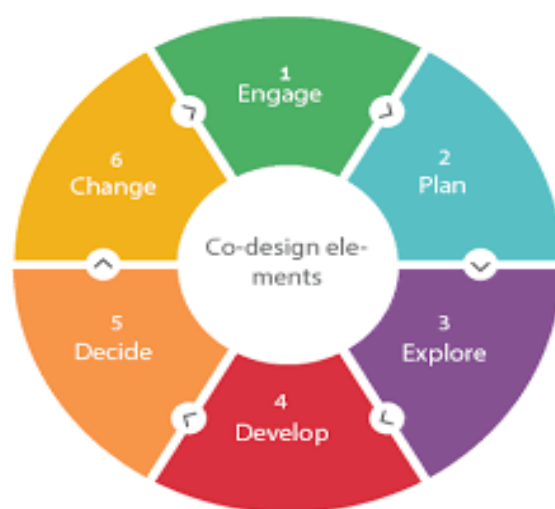 1
Engage
2
Plan
3
Explore
4
Develop
5
Decide
6
Change
Co-design ele-
ments